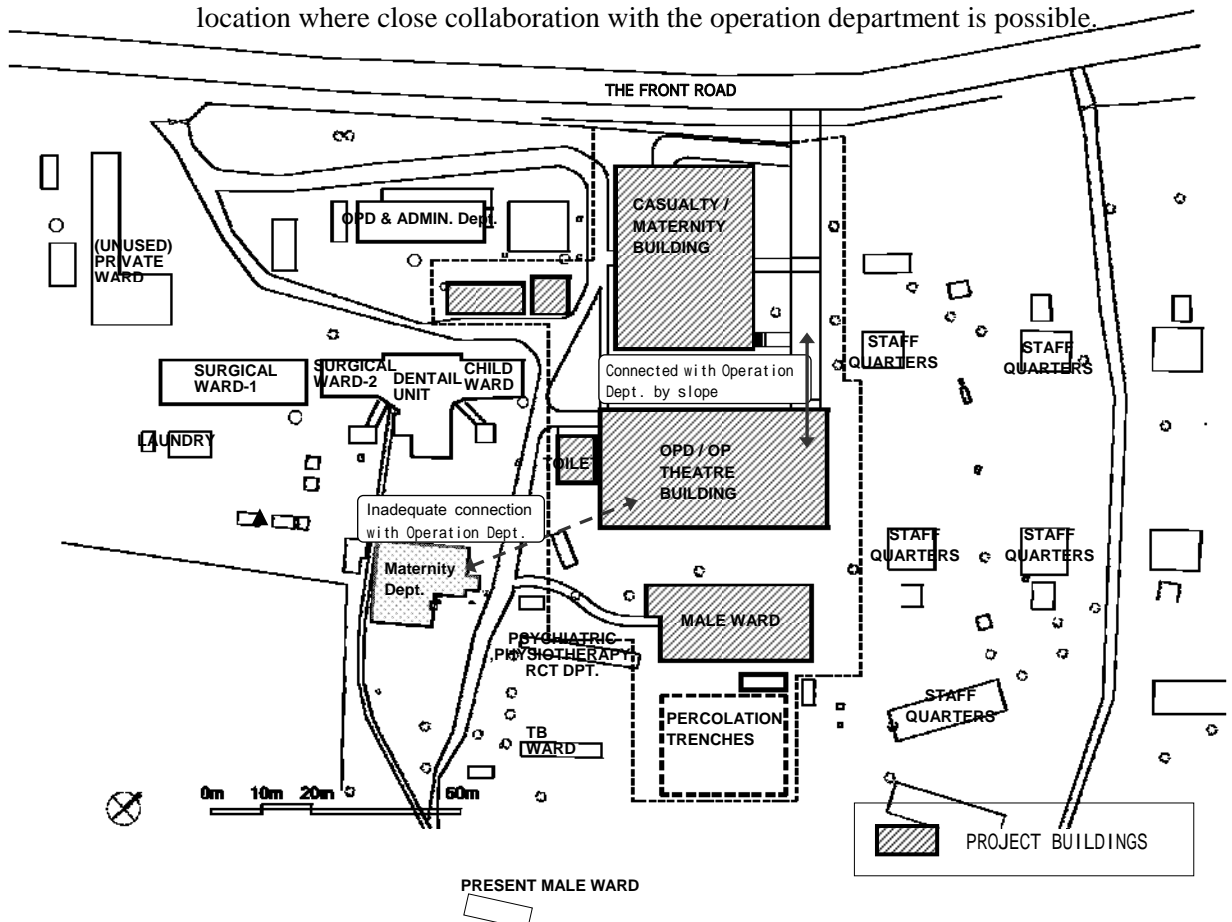 location where close collaboration with the operation department is possible.
THE FRONT ROAD
CASUALTY /
MATERNITY
BUILDING
OPD & ADMIN. Dept.
(UNUSED)
PRIVATE
WARD
STAFF
QUARTERS
STAFF
QUARTERS
SURGICAL
WARD-1
SURGICAL
WARD-2
DENTAIL
UNIT
CHILD
WARD
Connected with Operation
Dept. by slope
LAUNDRY
TOILET
OPD / OP
THEATRE
BUILDING
Inadequate connection
with Operation Dept.
STAFF
QUARTERS
STAFF
QUARTERS
Maternity
Dept.
MALE WARD
PSYCHIATRIC
,PHYSIOTHERAPY
RCT DPT.
STAFF
QUARTERS
PERCOLATION
TRENCHES
TB
WARD
0m 10m 20m 60m
PROJECT BUILDINGS
PRESENT MALE WARD